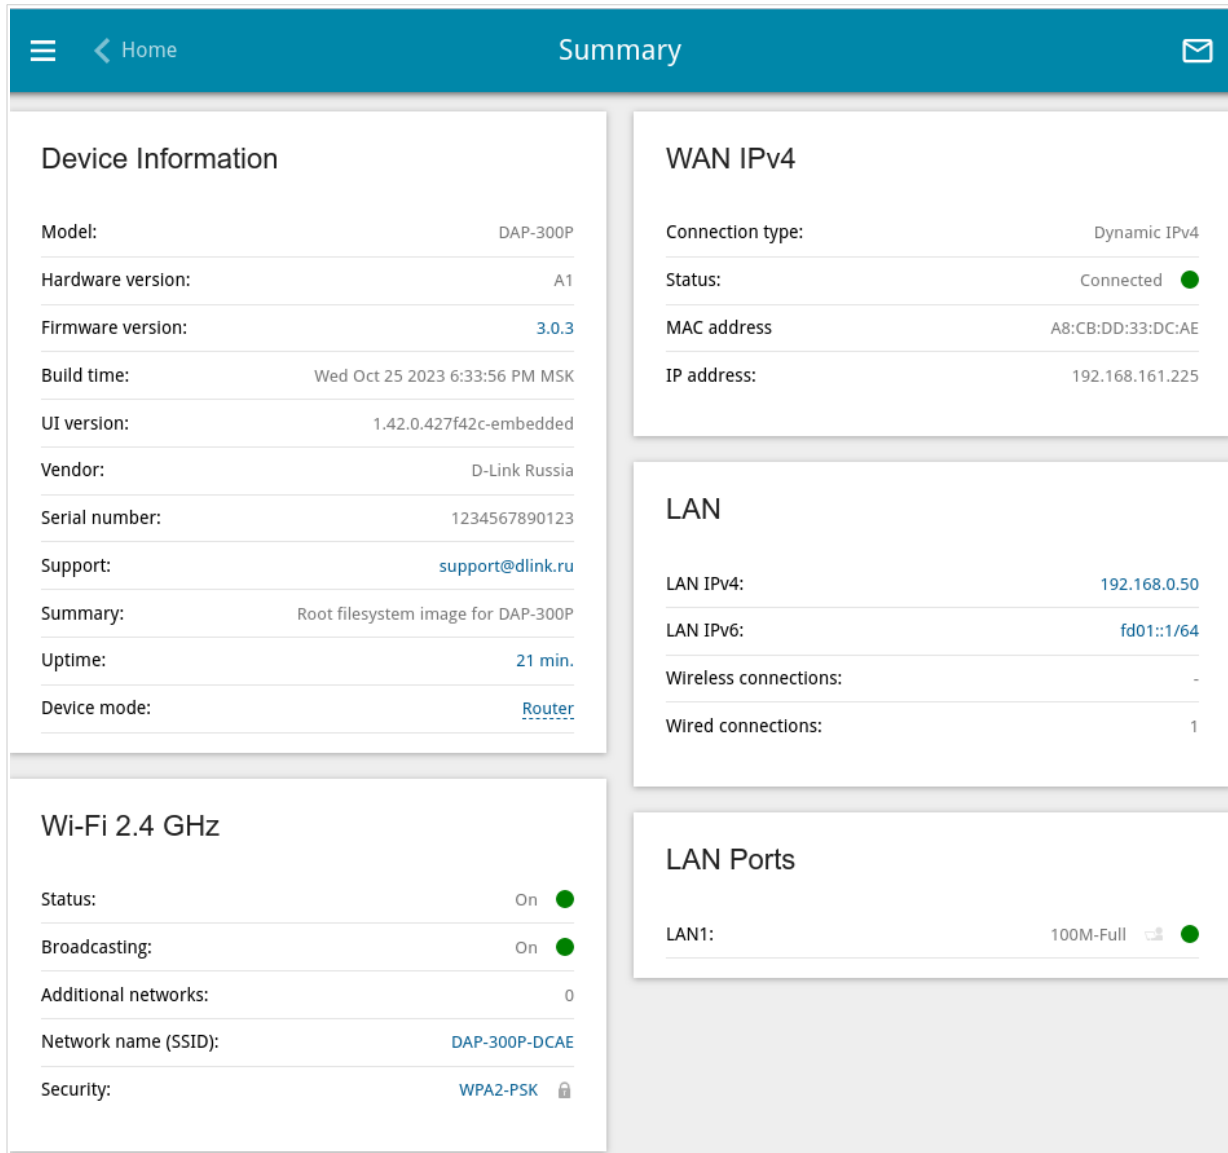 Home
Summary
Device Information
Model: DAP-300P
Hardware version: A1
Firmware version: 3.0.3
Build time: Wed Oct 25 2023 6:33:56 PM MSK
UI version: 1.42.0.427f42c-embedded
Vendor: D-Link Russia
Serial number: 1234567890123
Support: support@dlink.ru
Summary: Root filesystem image for DAP-300P
Uptime: 21 min.
Device mode: Router
Wi-Fi 2.4 GHz
Status: On
Broadcasting: On
Additional networks: 0
Network name (SSID): DAP-300P-DCAE
Security: WPA2-PSK
WAN IPv4
Connection type: Dynamic IPv4
Status: Connected
MAC address A8:CB:DD:33:DC:AE
IP address: 192.168.161.225
LAN
LAN IPv4: 192.168.0.50
LAN IPv6: fd01::1/64
Wireless connections: -
Wired connections: 1
LAN Ports
LAN1: 100M-Full